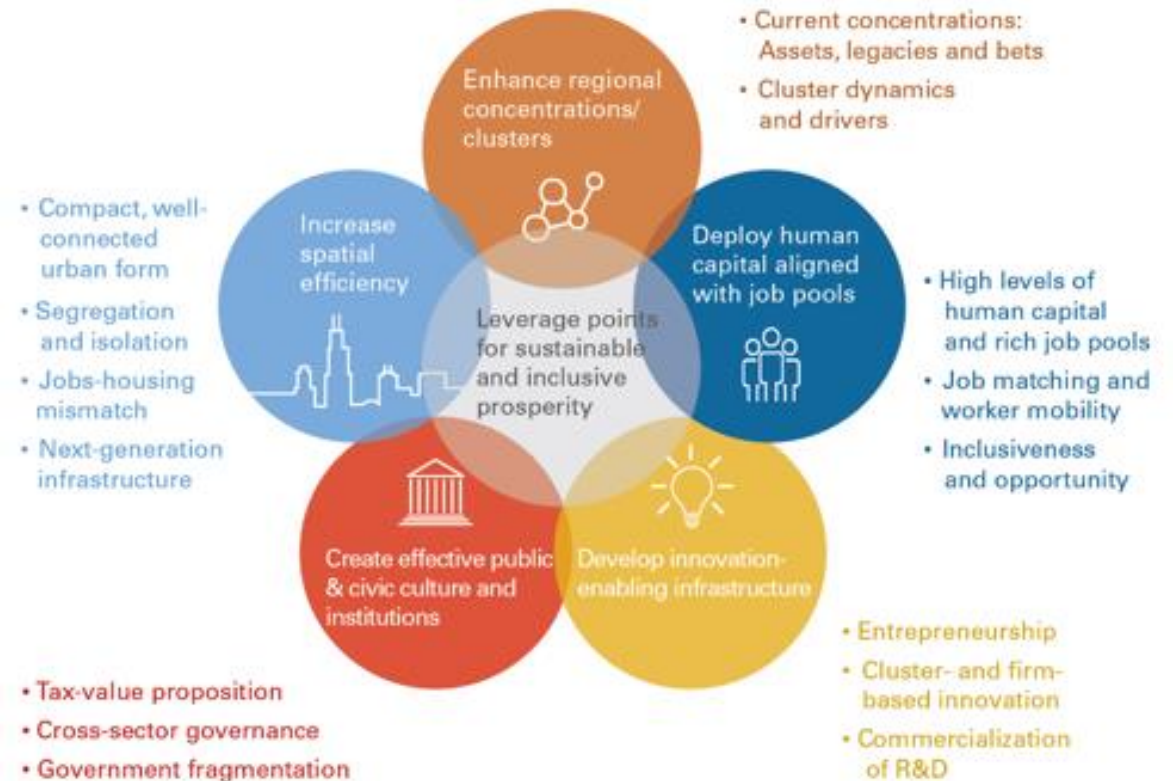 • Current concentrations:
Assets, legacies and bets
• Cluster dynamics
and drivers
Enhance regional
concentrations/
clusters
• Compact, well-
connected
urban form
• Segregation
and isolation
• Jobs-housing
mismatch
• Next-generation
infrastructure
Increase
spatial
efficiency
Deploy human
capital aligned
with job pools
• High levels of
human capital
and rich job pools
• Job matching and
worker mobility
• Inclusiveness
and opportunity
Leverage points
for sustainable
and inclusive
prosperity
Create effective public
& civic culture and
institutions
Develop innovation-
enabling infrastructure
• Tax-value proposition
• Cross-sector governance
• Government fragmentation
• Entrepreneurship
• Cluster- and firm-
based innovation
• Commercialization
of R&D